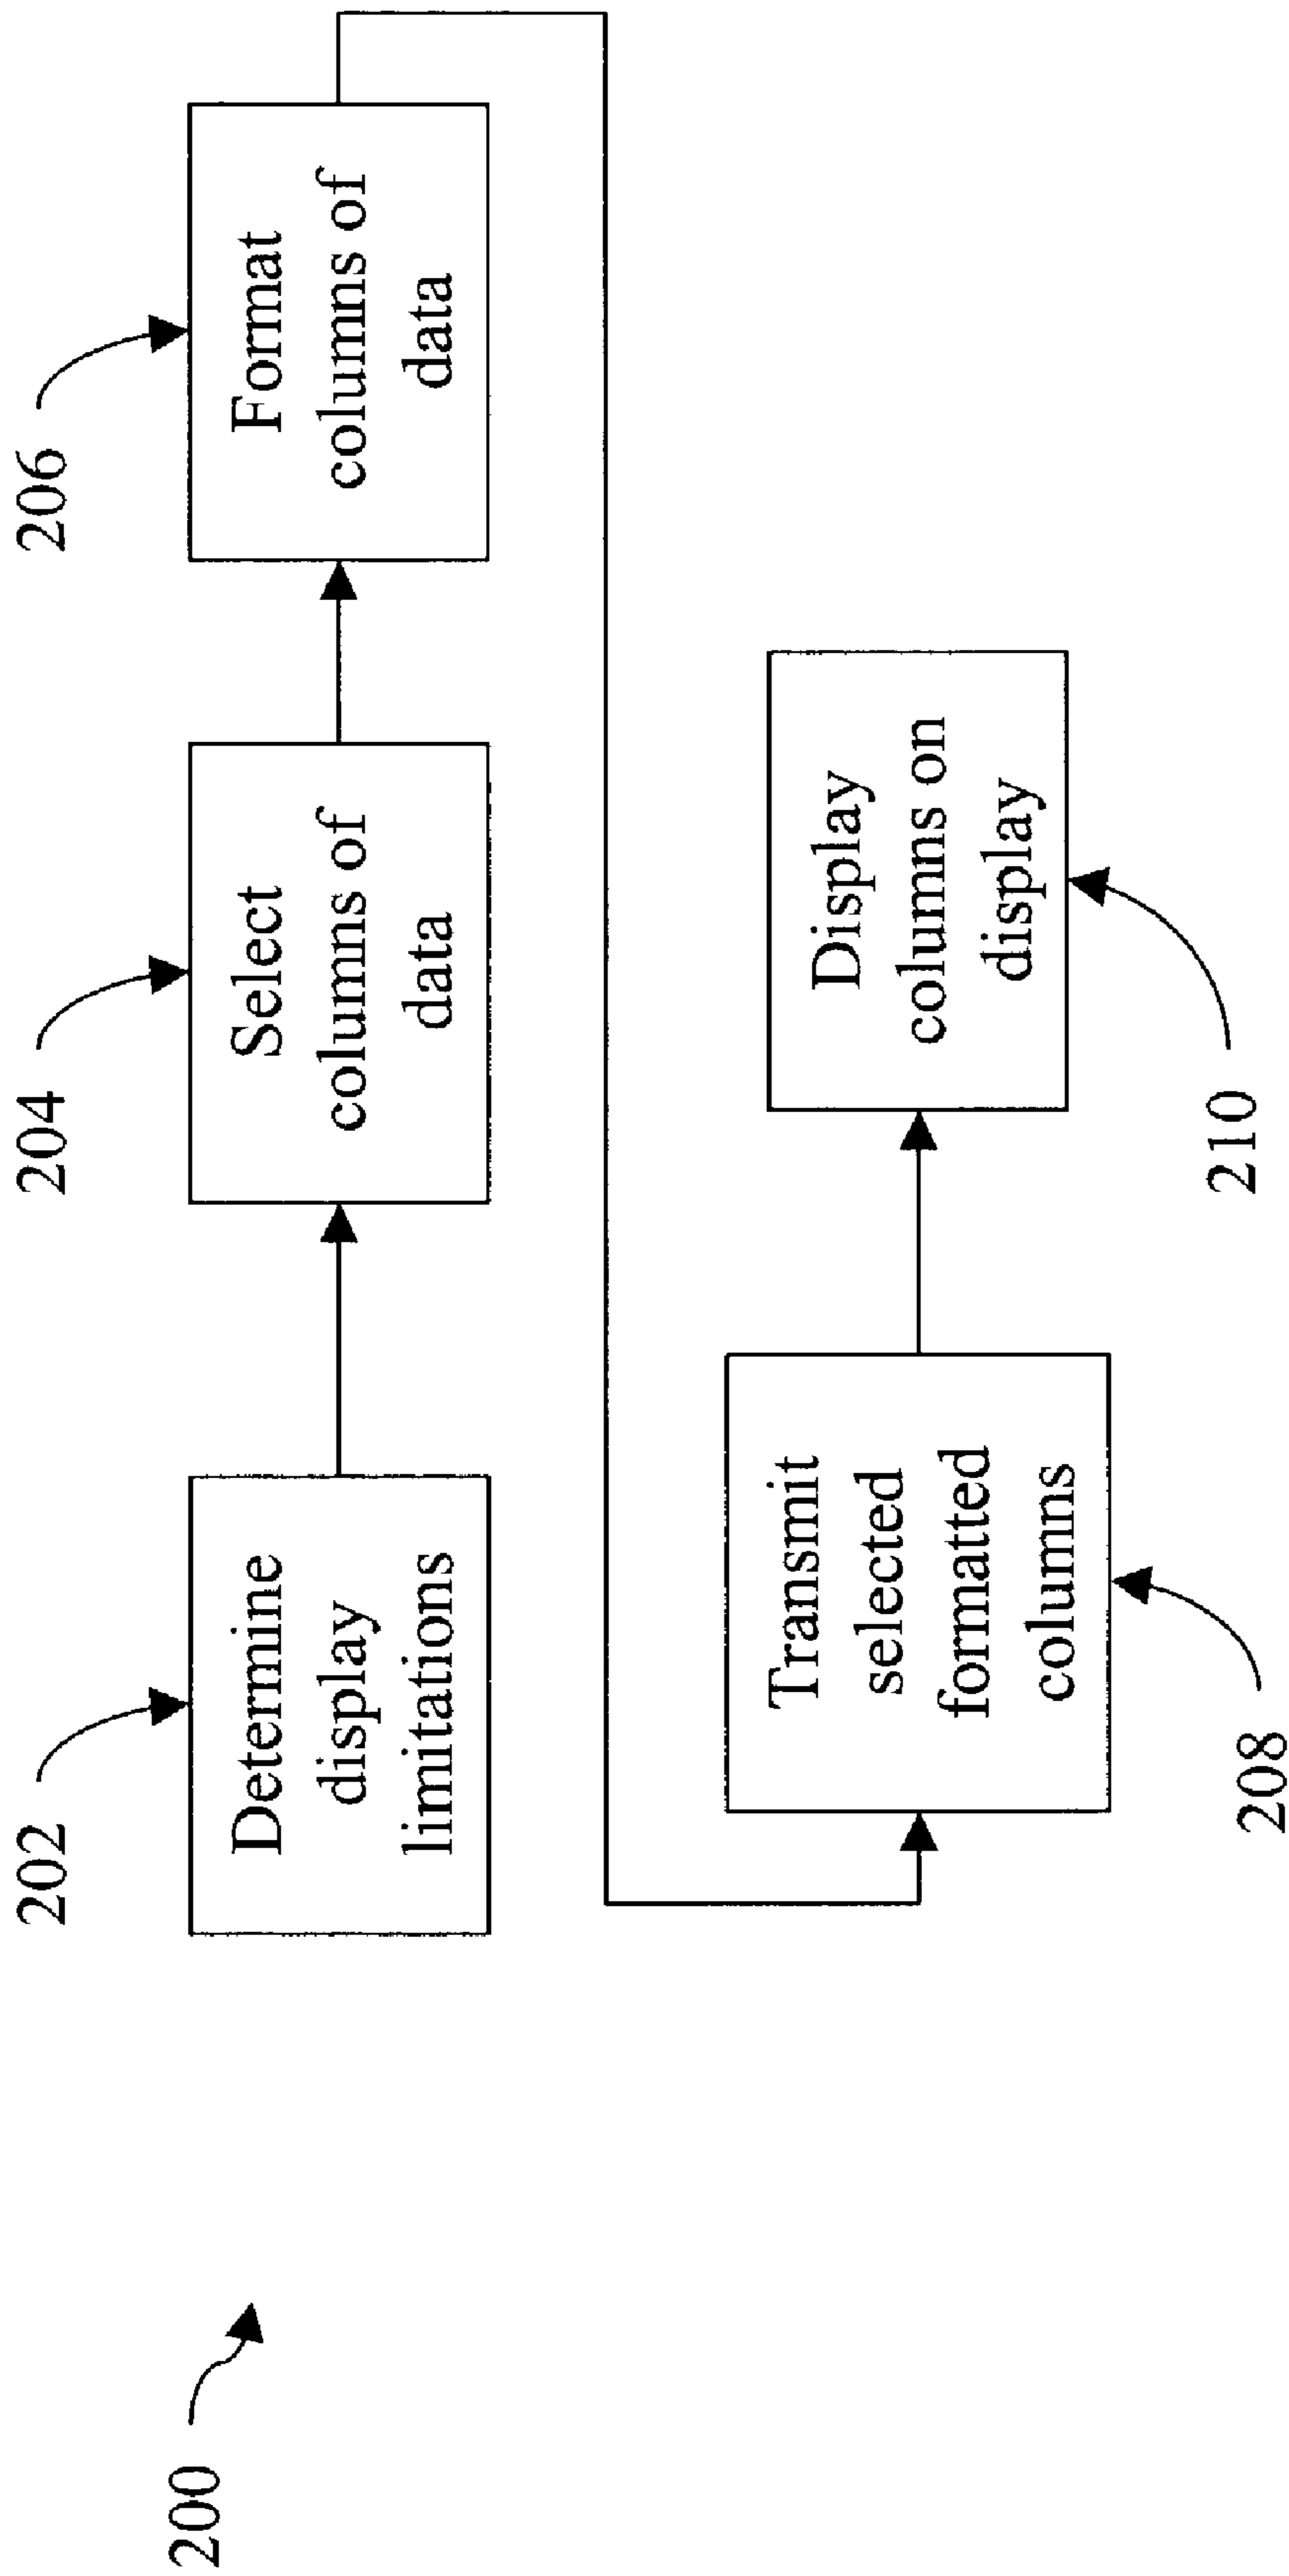 200
202
Determine
display
limitations
204
Select
columns of
data
206
Format
columns of
data
Transmit
selected
formatted
columns
208
Display
columns on
display
210